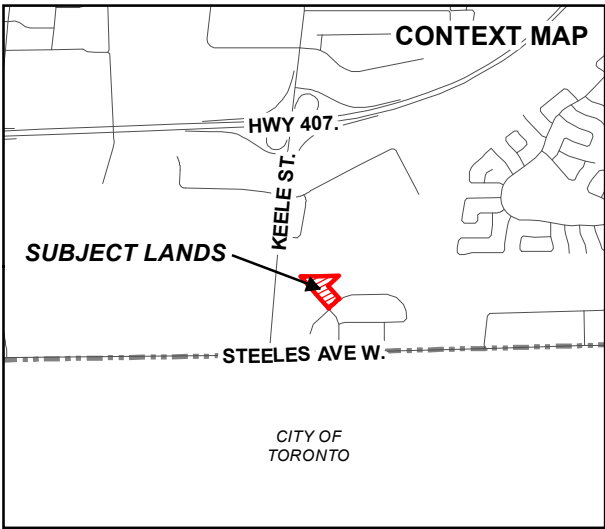 CONTEXT MAP
HWY 407.
KEELE ST.
SUBJECT LANDS
STEELES AVE W.
CITY OF
TORONTO